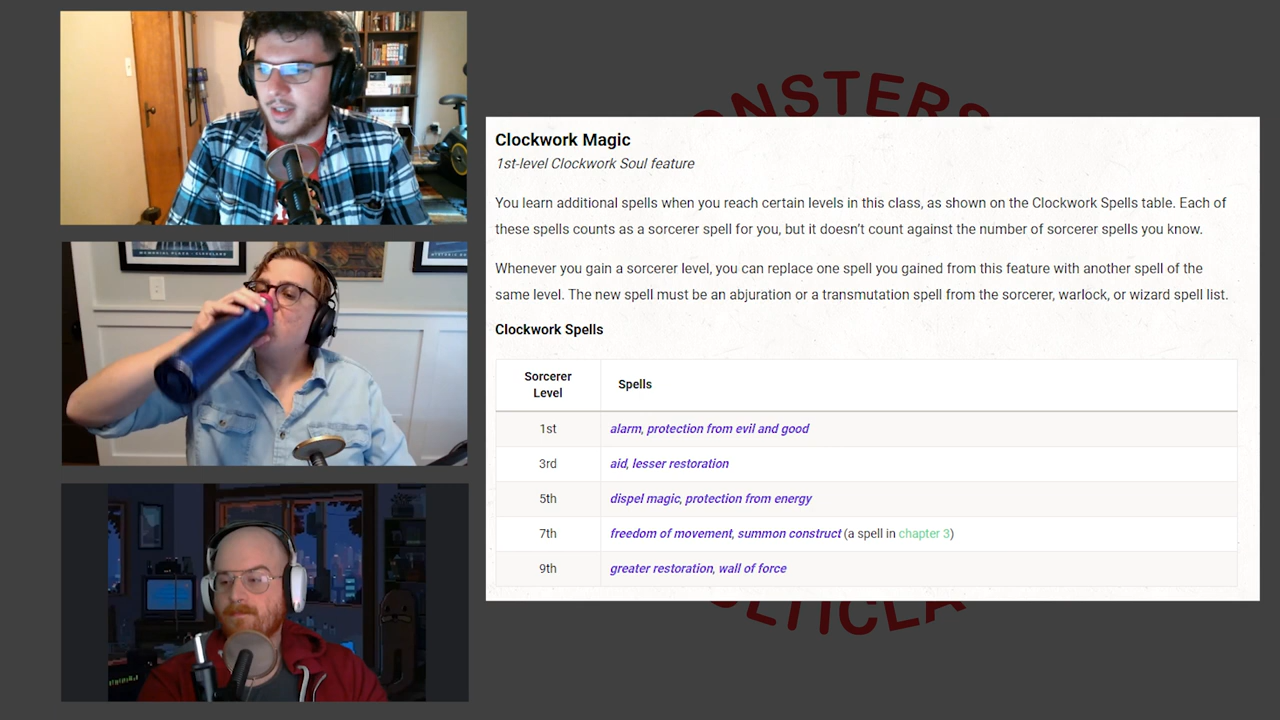 ONSTERS
Clockwork Magic
1st-level Clockwork Soul feature
You learn additional spells when you reach certain levels in this class, as shown on the Clockwork Spells table. Each of
these spells counts as a sorcerer spell for you, but it doesn’t count against the number of sorcerer spells you know.
Whenever you gain a sorcerer level, you can replace one spell you gained from this feature with another spell of the
same level. The new spell must be an abjuration or a transmutation spell from the sorcerer, warlock, or wizard spell list.
Clockwork Spells
Sorcerer
Level
Spells
1st
alarm, protection from evil and good
3rd
aid, lesser restoration
5th
dispel magic, protection from energy
7th
freedom of movement, summon construct (a spell in chapter 3)
9th
greater restoration, wall of force